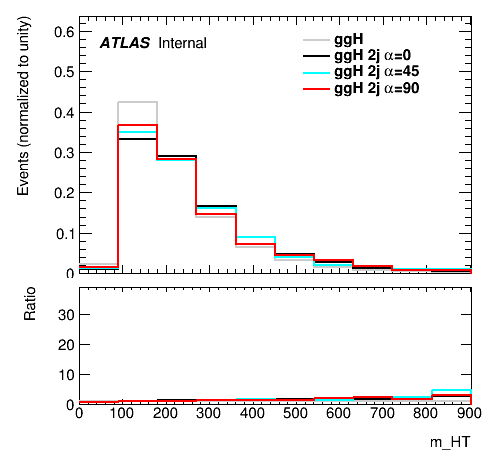 ATLAS Internal
ggH
ggH 2j α=0
ggH 2j α=45
ggH 2j α=90
Events (normalized to unity)
0.6
0.5
0.4
0.3
0.2
0.1
0
Ratio
30
20
10
0
0 100 200 300 400 500 600 700 800 900
m_HT